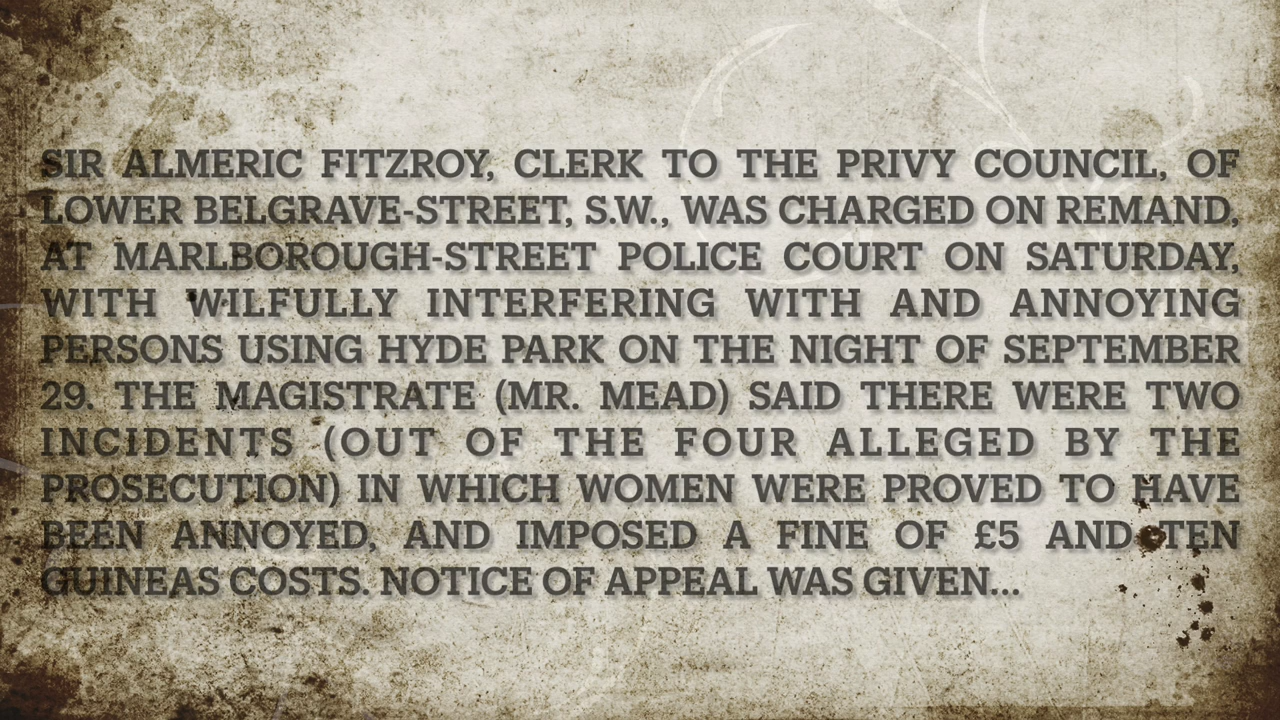 SIR ALMERIC FITZROY, CLERK TO THE PRIVY COUNCIL, OF
LOWER BELGRAVE-STREET, S.W., WAS CHARGED ON REMAND,
AT MARLBOROUGH-STREET POLICE COURT ON SATURDAY,
WITH WILFULLY INTERFERING WITH AND ANNOYING
PERSONS USING HYDE PARK ON THE NIGHT OF SEPTEMBER
29. THE MAGISTRATE (MR. MEAD) SAID THERE WERE TWO
INCIDENTS (OUT OF THE FOUR ALLEGED BY THE
PROSECUTION) IN WHICH WOMEN WERE PROVED TO HAVE
BEEN ANNOYED, AND IMPOSED A FINE OF £5 AND TEN
GUINEAS COSTS. NOTICE OF APPEAL WAS GIVEN...